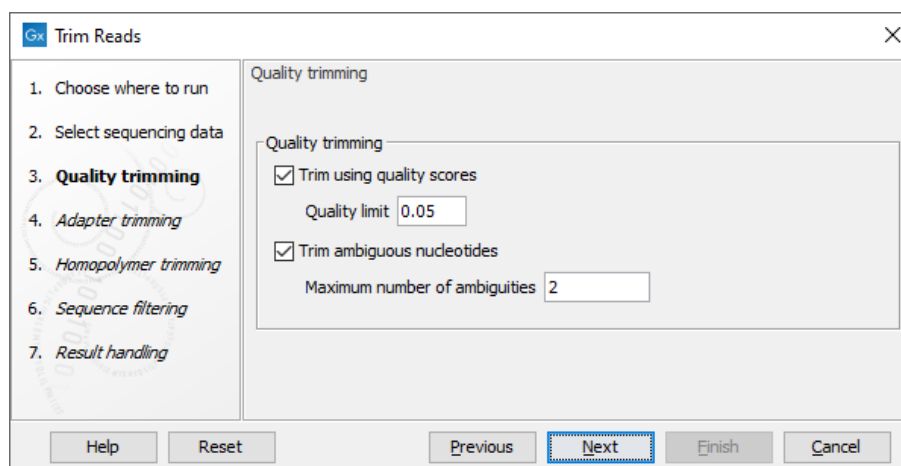 Gx Trim Reads
1. Choose where to run
2. Select sequencing data
3. Quality trimming
4. Adapter trimming
5. Homopolymer trimming
6. Sequence filtering
7. Result handling
Quality trimming
Quality trimming
Trim using quality scores
Quality limit 0.05
Trim ambiguous nucleotides
Maximum number of ambiguities 2
Help Reset Previous Next Finish Cancel